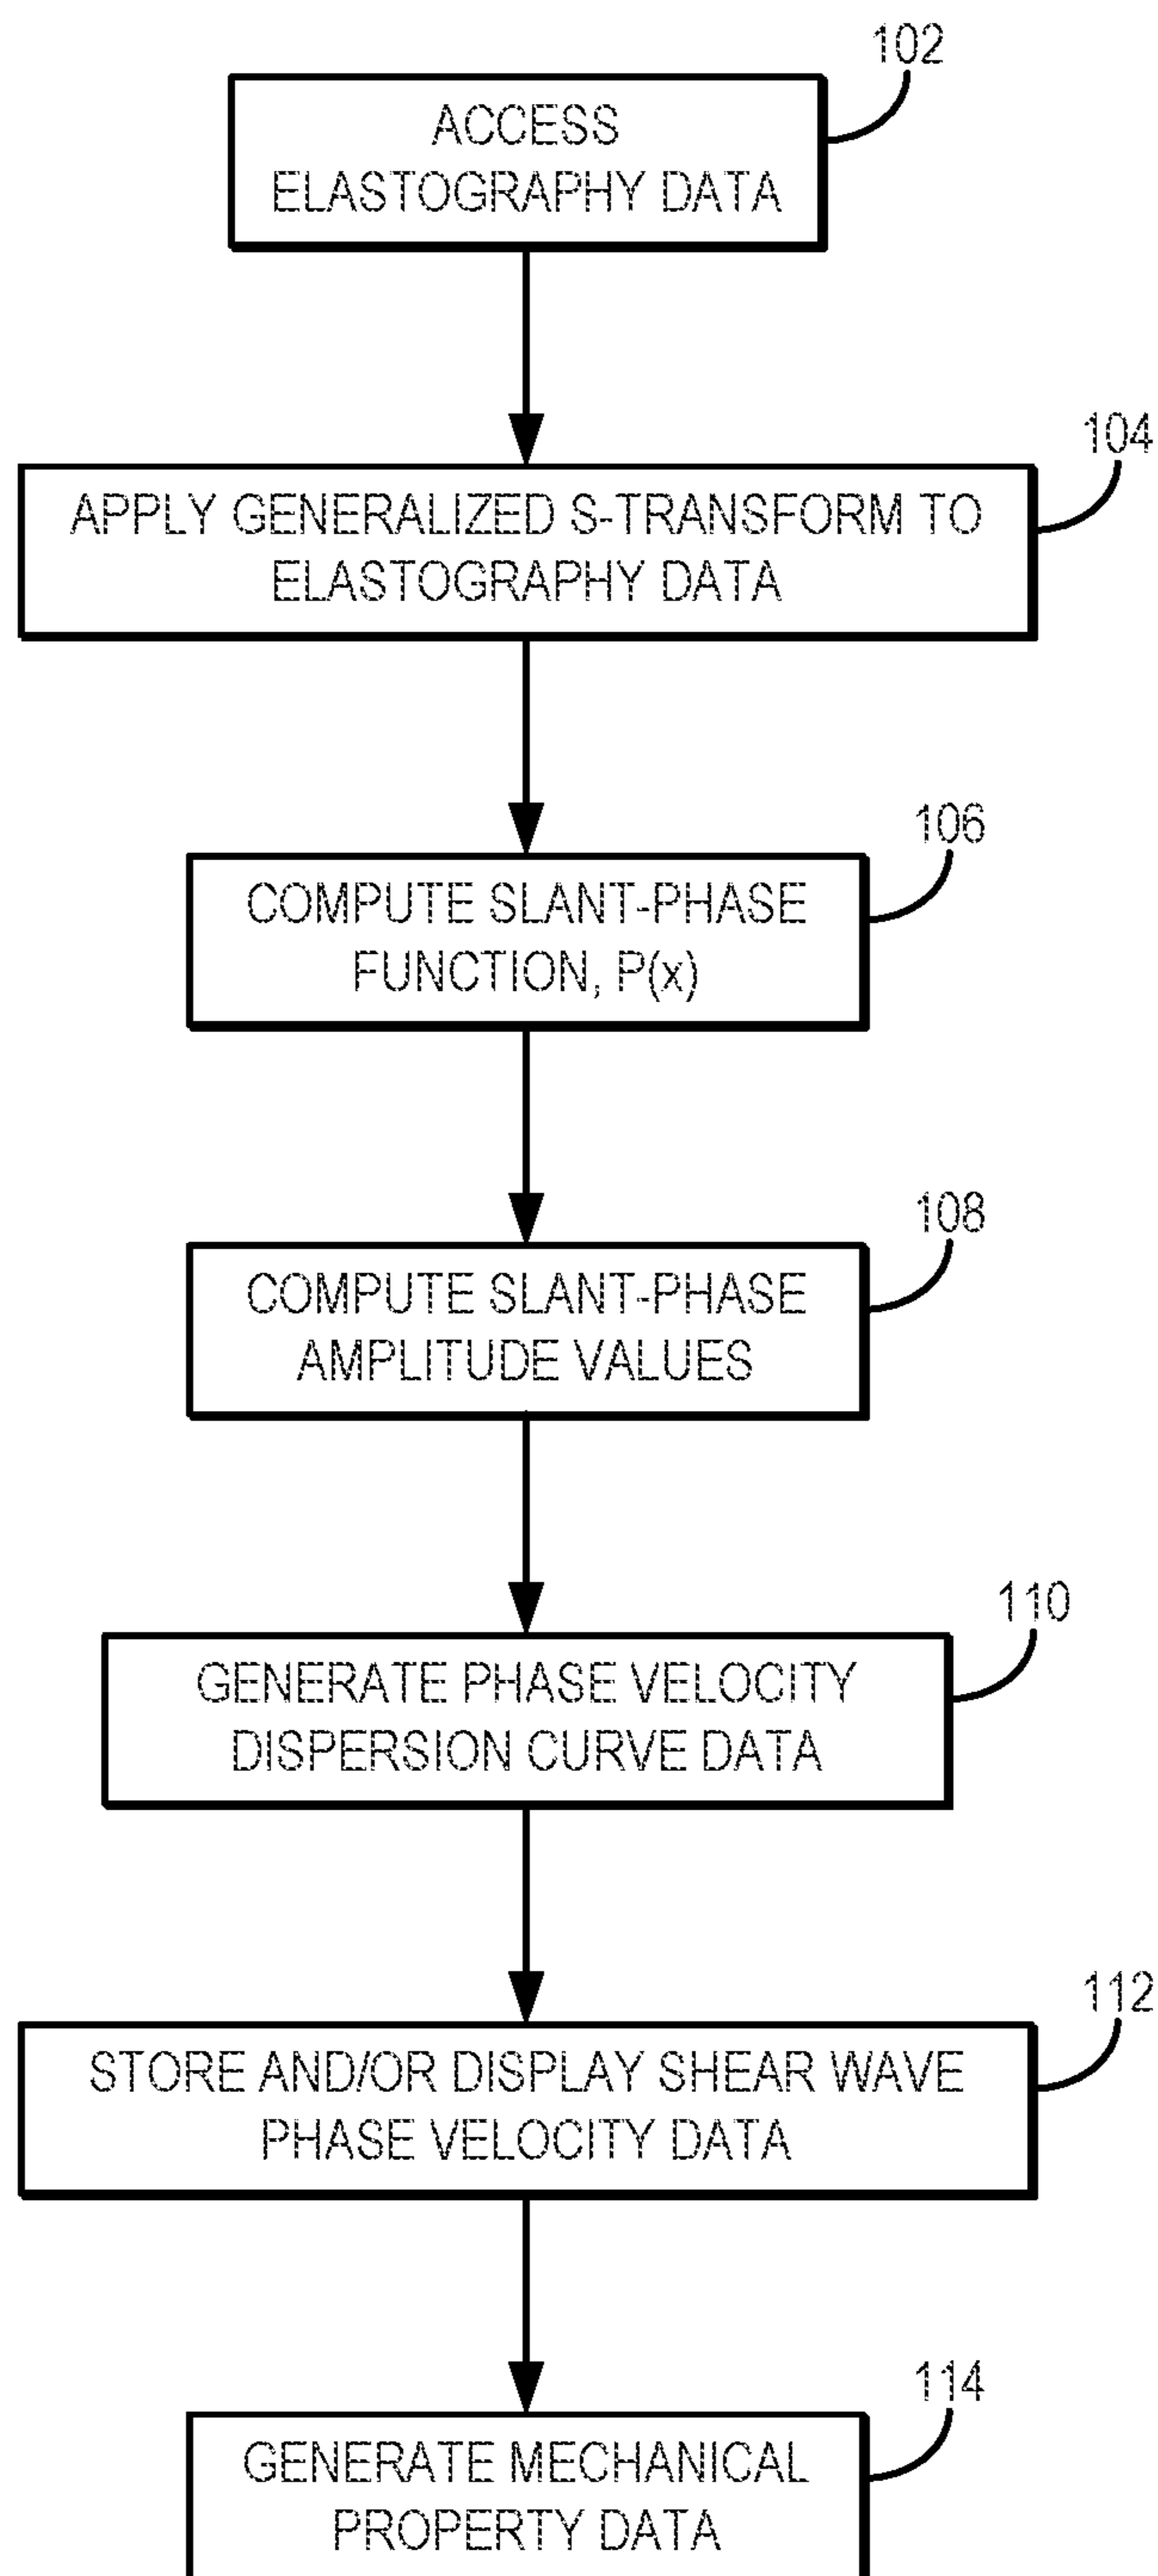 102
ACCESS
ELASTOGRAPHY DATA
104
APPLY GENERALIZED S-TRANSFORM TO
ELASTOGRAPHY DATA
106
COMPUTE SLANT-PHASE
FUNCTION, P(x)
108
COMPUTE SLANT-PHASE
AMPLITUDE VALUES
110
GENERATE PHASE VELOCITY
DISPERSION CURVE DATA
112
STORE AND/OR DISPLAY SHEAR WAVE
PHASE VELOCITY DATA
114
GENERATE MECHANICAL
PROPERTY DATA